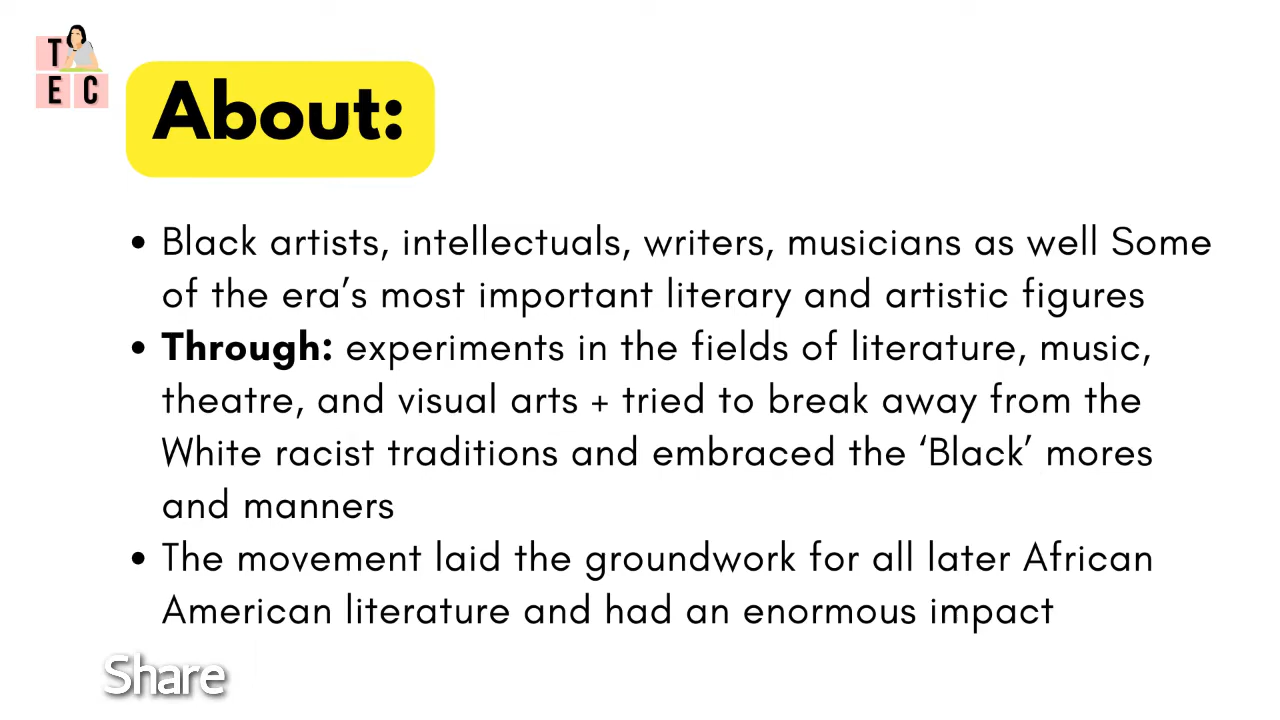 T
E C
About:
• Black artists, intellectuals, writers, musicians as well Some
of the era’s most important literary and artistic figures
• Through: experiments in the fields of literature, music,
theatre, and visual arts + tried to break away from the
White racist traditions and embraced the ‘Black’ mores
and manners
• The movement laid the groundwork for all later African
American literature and had an enormous impact
Share